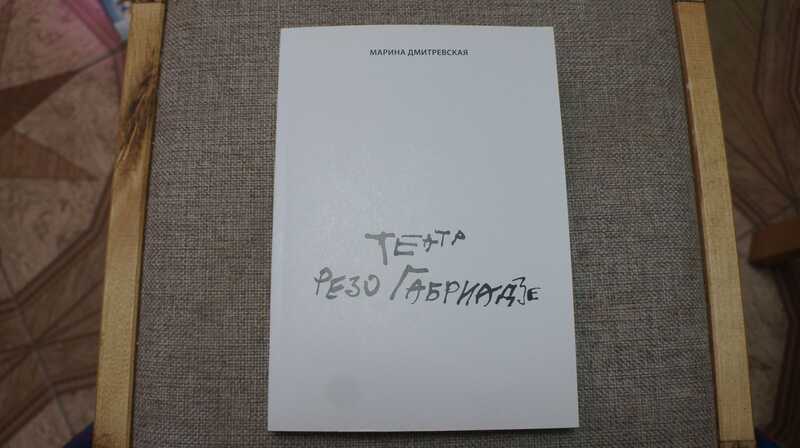 МАРИНА ДМИТРЕВСКАЯ
ТЕАТР
РЕЗО ГАБРИАДЗЕ